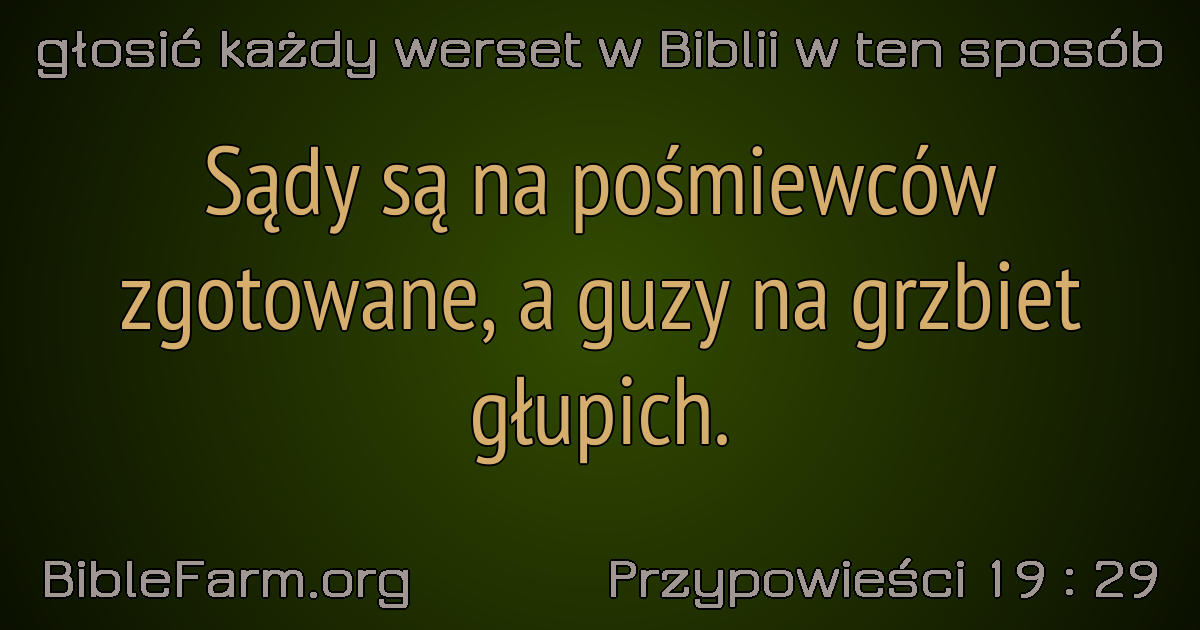 głosić każdy werset w Biblii w ten sposób
Sądy są na pośmiewców
zgotowane, a guzy na grzbiet
głupich.
BibleFarm.org
Przypowieści 19 : 29